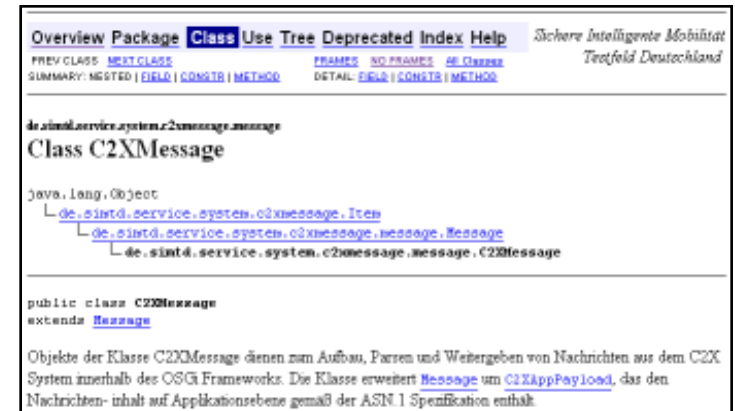 Overview Package Class Use Tree Deprecated Index Help
Sichere Intelligente Mobilität
Testfeld Deutschland
PREV CLASS NEXT CLASS
FRAMES NO FRAMES All Classes
SUMMARY: NESTED | FIELD | CONSTR | METHOD
DETAIL: FIELD | CONSTR | METHOD
de.simtd.service.system.c2xmessage.message
Class C2XMessage
java.lang.Object
de.simtd.service.system.c2xmessage.Item
de.simtd.service.system.c2xmessage.message.Message
de.simtd.service.system.c2xmessage.message.C2XMessage
public class C2XMessage
extends Message
Objekte der Klasse C2XMessage dienen zum Aufbau, Parsen und Weitergeben von Nachrichten aus dem C2X
System innerhalb des OSGi Frameworks. Die Klasse erweitert Message um C2XAppPayload, das den
Nachrichten- inhalt auf Applikationsebene gemäß der ASN.1 Spezifikation enthält.